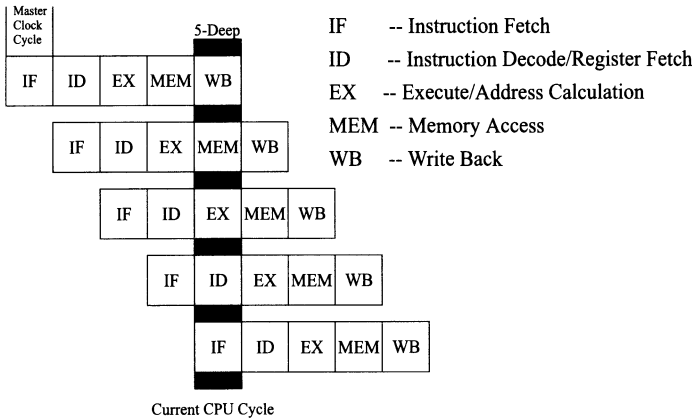 Master
Clock
Cycle
5-Deep
IF ID EX MEM WB
IF ID EX MEM WB
IF ID EX MEM WB
IF ID EX MEM WB
IF ID EX MEM WB
Current CPU Cycle
IF -- Instruction Fetch
ID -- Instruction Decode/Register Fetch
EX -- Execute/Address Calculation
MEM -- Memory Access
WB -- Write Back